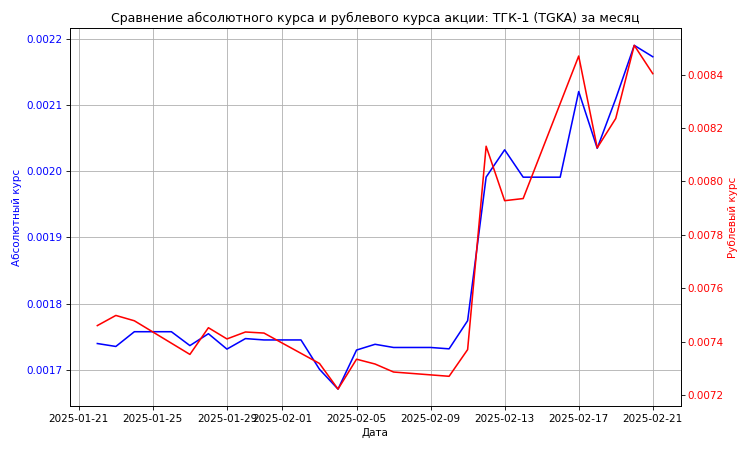 Сравнение абсолютного курса и рублевого курса акции: ТГК-1 (TGKA) за месяц
0.0022
0.0021
0.0020
0.0019
0.0018
0.0017
Абсолютный курс
0.0084
0.0082
0.0080
0.0078
0.0076
0.0074
0.0072
Рублевый курс
2025-01-21 2025-01-25 2025-01-29 2025-02-01 2025-02-05 2025-02-09 2025-02-13 2025-02-17 2025-02-21
Дата